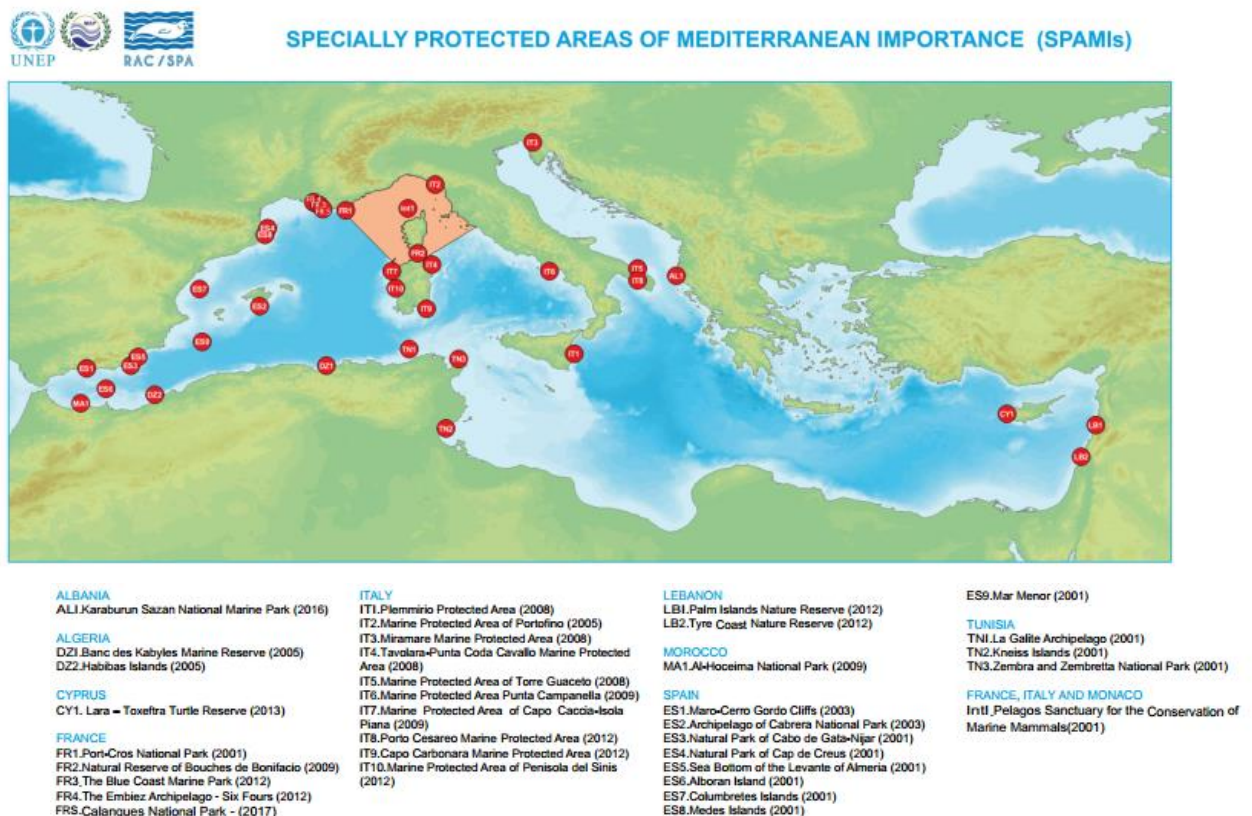 UNEP
MAP
RAC/SPA
SPECIALLY PROTECTED AREAS OF MEDITERRANEAN IMPORTANCE (SPAMIs)
IT3
IT2
FR1
Int1
ES4
ES8
FR2
IT4
IT7
IT10
IT9
IT6
IT5
IT8
AL1
ES7
ES2
ES9
ES5
ES3
ES1
ES6
MA1
DZ2
DZ1
TN1
TN3
TN2
IT1
CY1
LB1
LB2
ALBANIA
AL1.Karaburun Sazan National Marine Park (2016)
ALGERIA
DZ1.Banc des Kabyles Marine Reserve (2005)
DZ2.Habibas Islands (2005)
CYPRUS
CY1. Lara – Toxeftra Turtle Reserve (2013)
FRANCE
FR1.Port-Cros National Park (2001)
FR2.Natural Reserve of Bouches de Bonifacio (2009)
FR3_The Blue Coast Marine Park (2012)
FR4.The Embiez Archipelago - Six Fours (2012)
FRS.Calanques National Park - (2017)
ITALY
IT1.Plemmirio Protected Area (2008)
IT2.Marine Protected Area of Portofino (2005)
IT3.Miramare Marine Protected Area (2008)
IT4.Tavolara-Punta Coda Cavallo Marine Protected
Area (2008)
IT5.Marine Protected Area of Torre Guaceto (2008)
IT6.Marine Protected Area Punta Campanella (2009)
IT7.Marine Protected Area of Capo Caccia-Isola
Piana (2009)
IT8.Porto Cesareo Marine Protected Area (2012)
IT9.Capo Carbonara Marine Protected Area (2012)
IT10.Marine Protected Area of Penisola del Sinis
(2012)
LEBANON
LB1.Palm Islands Nature Reserve (2012)
LB2.Tyre Coast Nature Reserve (2012)
MOROCCO
MA1.Al-Hoceima National Park (2009)
SPAIN
ES1.Maro-Cerro Gordo Cliffs (2003)
ES2.Archipelago of Cabrera National Park (2003)
ES3.Natural Park of Cabo de Gata-Nijar (2001)
ES4.Natural Park of Cap de Creus (2001)
ES5.Sea Bottom of the Levante of Almeria (2001)
ES6.Alboran Island (2001)
ES7.Columbretes Islands (2001)
ES8.Medes Islands (2001)
ES9.Mar Menor (2001)
TUNISIA
TN1.La Galite Archipelago (2001)
TN2.Kneiss Islands (2001)
TN3.Zembra and Zembretta National Park (2001)
FRANCE, ITALY AND MONACO
Int1_Pelagos Sanctuary for the Conservation of
Marine Mammals(2001)